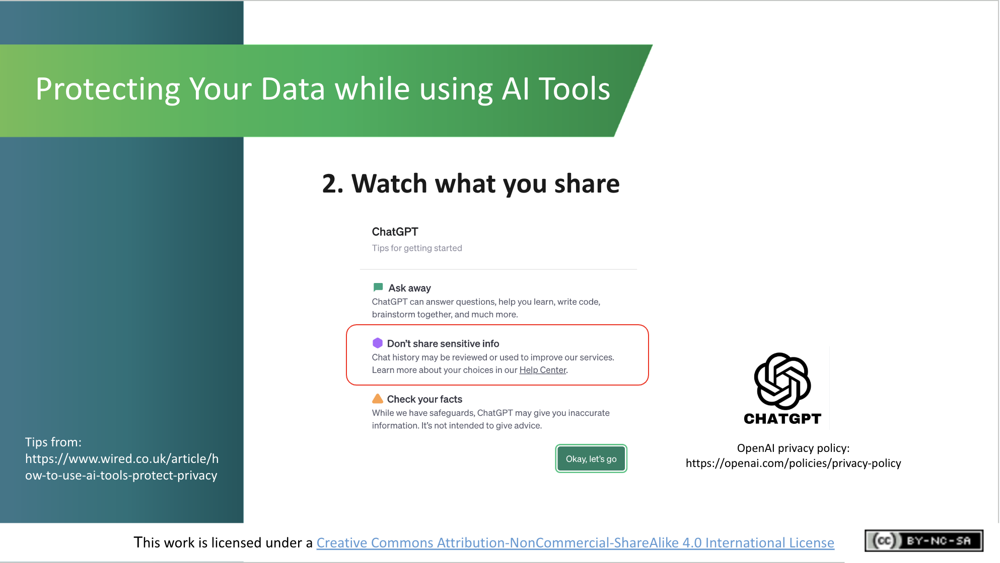 Protecting Your Data while using AI Tools
2. Watch what you share
ChatGPT
Tips for getting started
Ask away
ChatGPT can answer questions, help you learn, write code,
brainstorm together, and much more.
Don’t share sensitive info
Chat history may be reviewed or used to improve our services.
Learn more about your choices in our Help Center.
Check your facts
While we have safeguards, ChatGPT may give you inaccurate
information. It’s not intended to give advice.
Okay, let’s go
CHATGPT
OpenAI privacy policy:
https://openai.com/policies/privacy-policy
Tips from:
https://www.wired.co.uk/article/h
ow-to-use-ai-tools-protect-privacy
This work is licensed under a Creative Commons Attribution-NonCommercial-ShareAlike 4.0 International License
cc BY-NC-SA